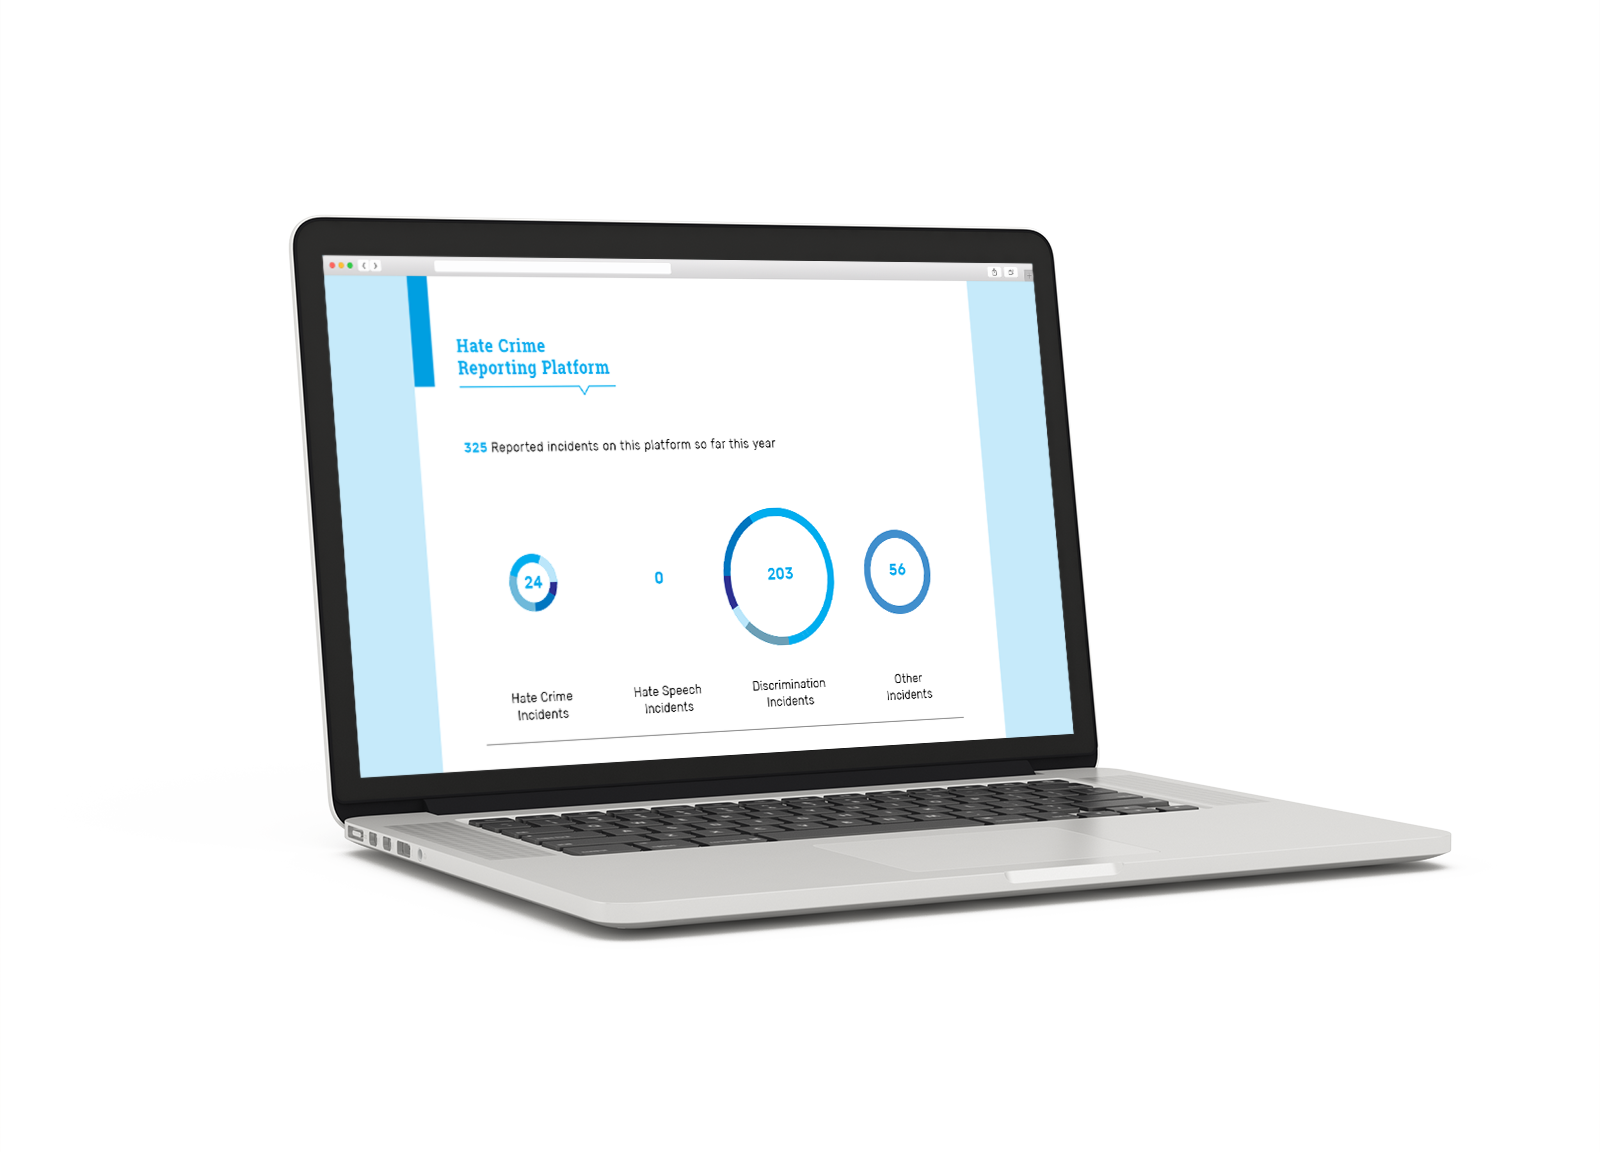 Hate Crime
Reporting Platform
325 Reported incidents on this platform so far this year
24
0
203
56
Hate Crime
Incidents
Hate Speech
Incidents
Discrimination
Incidents
Other
Incidents